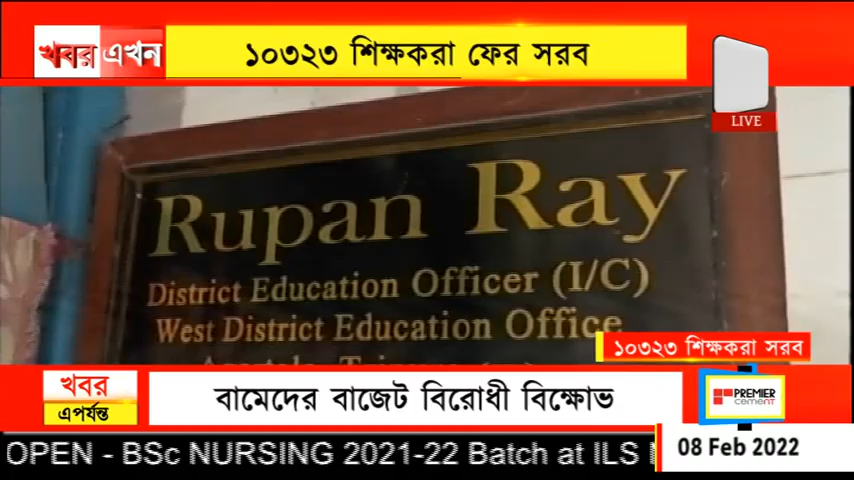 খবর এখন
১০৩২৩ শিক্ষকরা ফের সরব
LIVE
Rupan Ray
District Education Officer (I/C)
West District Education Office
১০৩২৩ শিক্ষকরা সরব
খবর
এপর্যন্ত
বামেদের বাজেট বিরোধী বিক্ষোভ
PREMIER
cement
OPEN - BSc NURSING 2021-22 Batch at ILS
08 Feb 2022